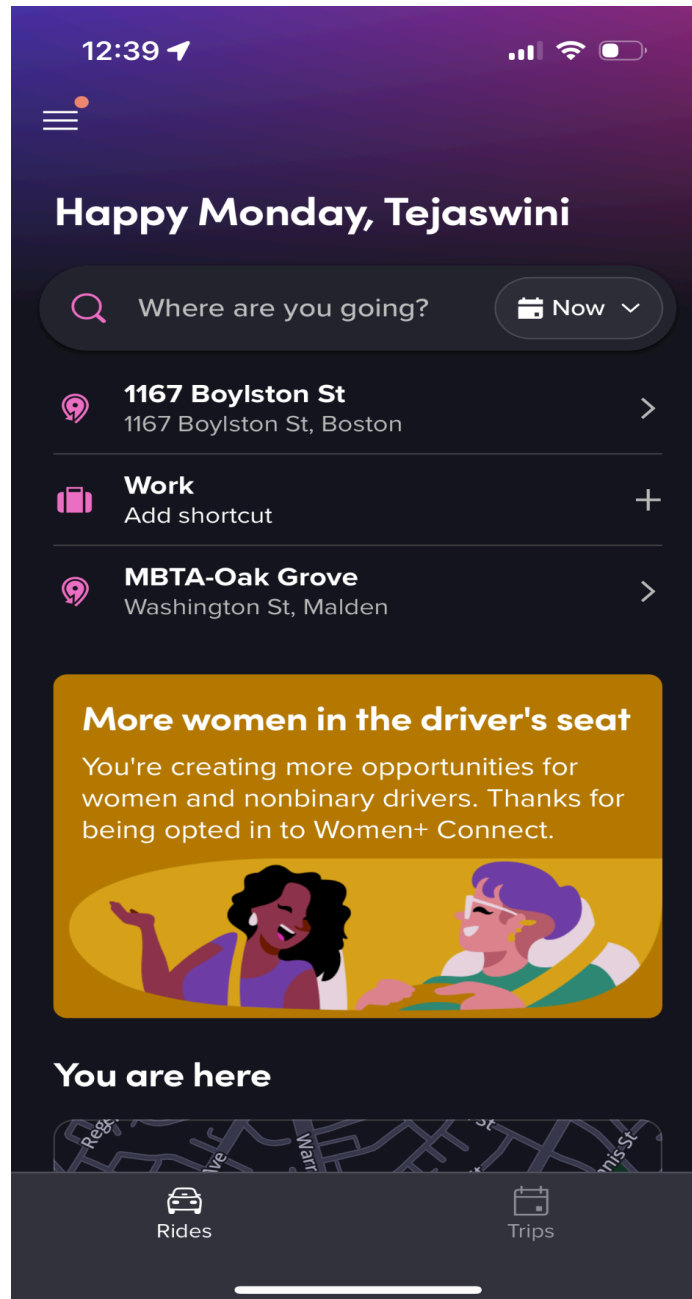 12:39
Happy Monday, Tejaswini
Where are you going?
Now
1167 Boylston St
1167 Boylston St, Boston
Work
Add shortcut
MBTA-Oak Grove
Washington St, Malden
More women in the driver's seat
You're creating more opportunities for
women and nonbinary drivers. Thanks for
being opted in to Women+ Connect.
You are here
St
Ave
Rides
Trips